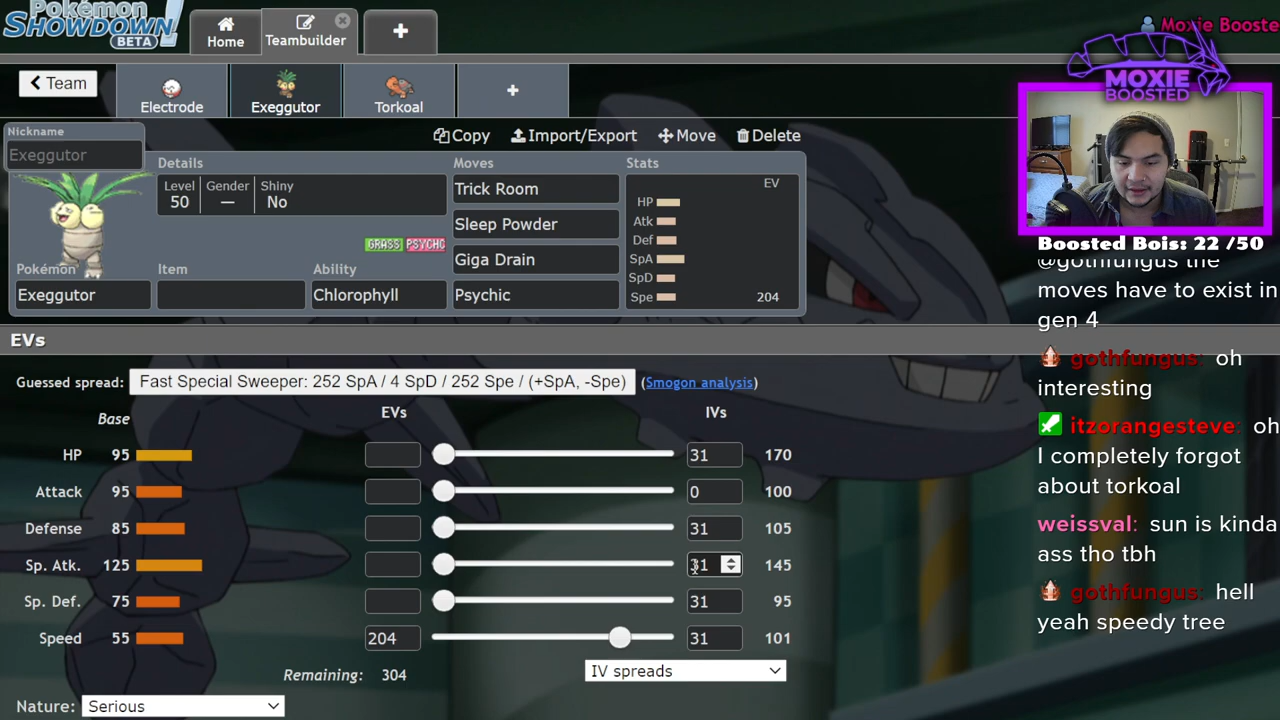 Pokémon
SHOWDOWN!
BETA
Home
Teambuilder
Moxie Booste
MOXIE
BOOSTED
Team
Electrode
Exeggutor
Torkoal
Nickname
Exeggutor
Copy
Import/Export
Move
Delete
Details
Moves
Stats
Level
Gender
Shiny
50
—
No
GRASS
PSYCHC
Pokémon
Item
Ability
Exeggutor
Chlorophyll
Trick Room
Sleep Powder
Giga Drain
Psychic
EV
HP
Atk
Def
SpA
SpD
Spe
204
EVs
Guessed spread:
Fast Special Sweeper: 252 SpA / 4 SpD / 252 Spe / (+SpA, -Spe)
(Smogon analysis)
Base
EVs
IVs
HP 95 31 170
Attack 95 0 100
Defense 85 31 105
Sp. Atk. 125 31 145
Sp. Def. 75 31 95
Speed 55 204 31 101
Remaining: 304
IV spreads
Nature: Serious
Boosted Bois: 22 /50
@gothfungus the
moves have to exist in
gen 4
gothfungus: oh
interesting
itzorangesteve: oh
I completely forgot
about torkoal
weissval: sun is kinda
ass tho tbh
gothfungus: hell
yeah speedy tree